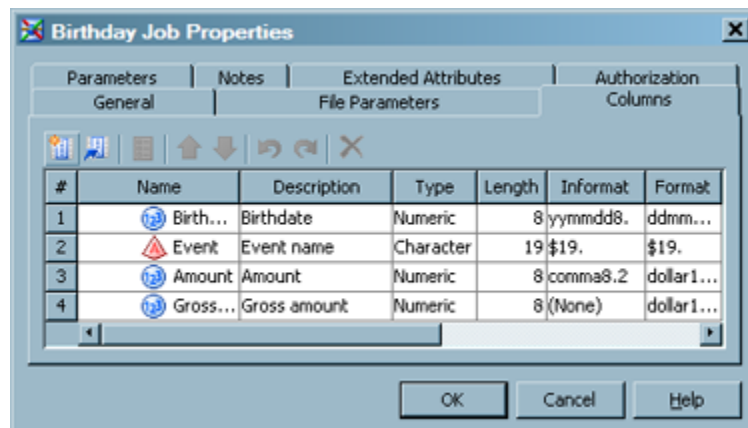 Birthday Job Properties
Parameters Notes Extended Attributes Authorization
General File Parameters Columns
# Name Description Type Length Informat Format
1 Birth... Birthdate Numeric 8 yymmdd8. ddmm...
2 Event Event name Character 19 $19. $19.
3 Amount Amount Numeric 8 comma8.2 dollar1...
4 Gross... Gross amount Numeric 8 (None) dollar1...
OK Cancel Help